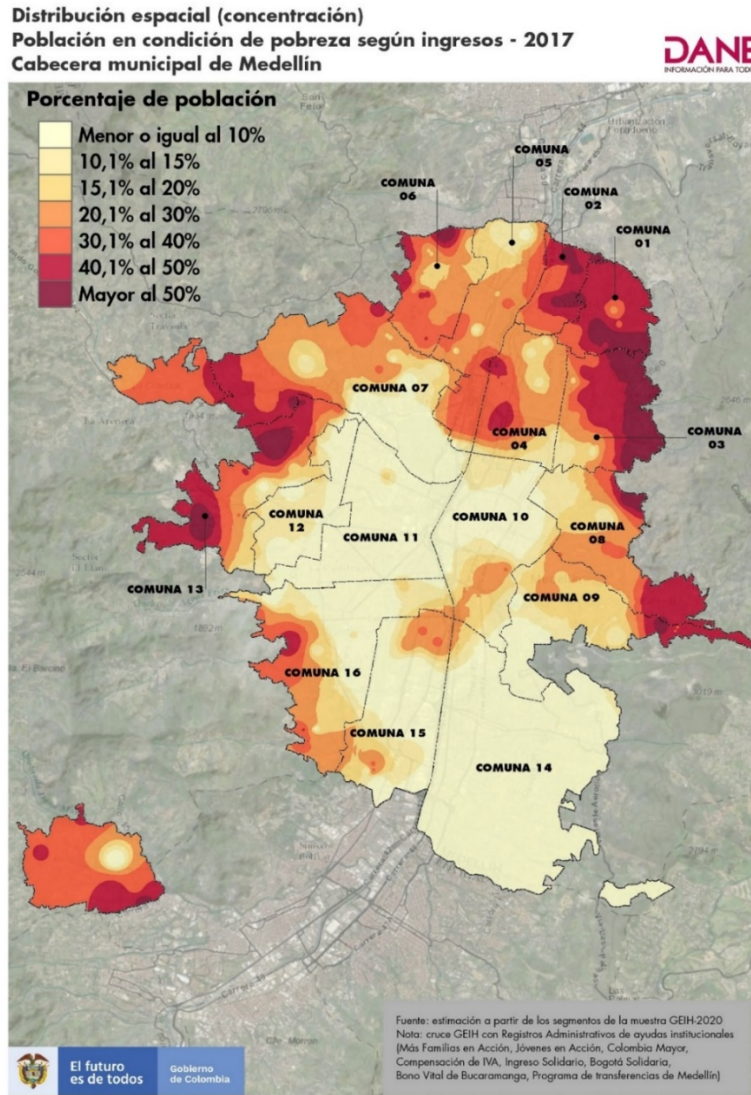 Distribución espacial (concentración)
Población en condición de pobreza según ingresos - 2017
Cabecera municipal de Medellín
DANE
INFORMACIÓN PARA TODO
Porcentaje de población
Menor o igual al 10%
10,1% al 15%
15,1% al 20%
20,1% al 30%
30,1% al 40%
40,1% al 50%
Mayor al 50%
COMUNA
05
COMUNA
06
COMUNA
02
COMUNA
01
COMUNA 07
COMUNA
04
COMUNA
03
COMUNA
12
COMUNA 11
COMUNA 10
COMUNA
08
COMUNA 13
COMUNA 09
COMUNA 16
COMUNA 15
COMUNA 14
Fuente: estimación a partir de los segmentos de la muestra GEIH-2020
Nota: cruce GEIH con Registros Administrativos de ayudas institucionales
(Más Familias en Acción, Jóvenes en Acción, Colombia Mayor,
Compensación de IVA, Ingreso Solidario, Bogotá Solidaria,
Bono Vital de Bucaramanga, Programa de transferencias de Medellín)
El futuro
es de todos
Gobierno
de Colombia